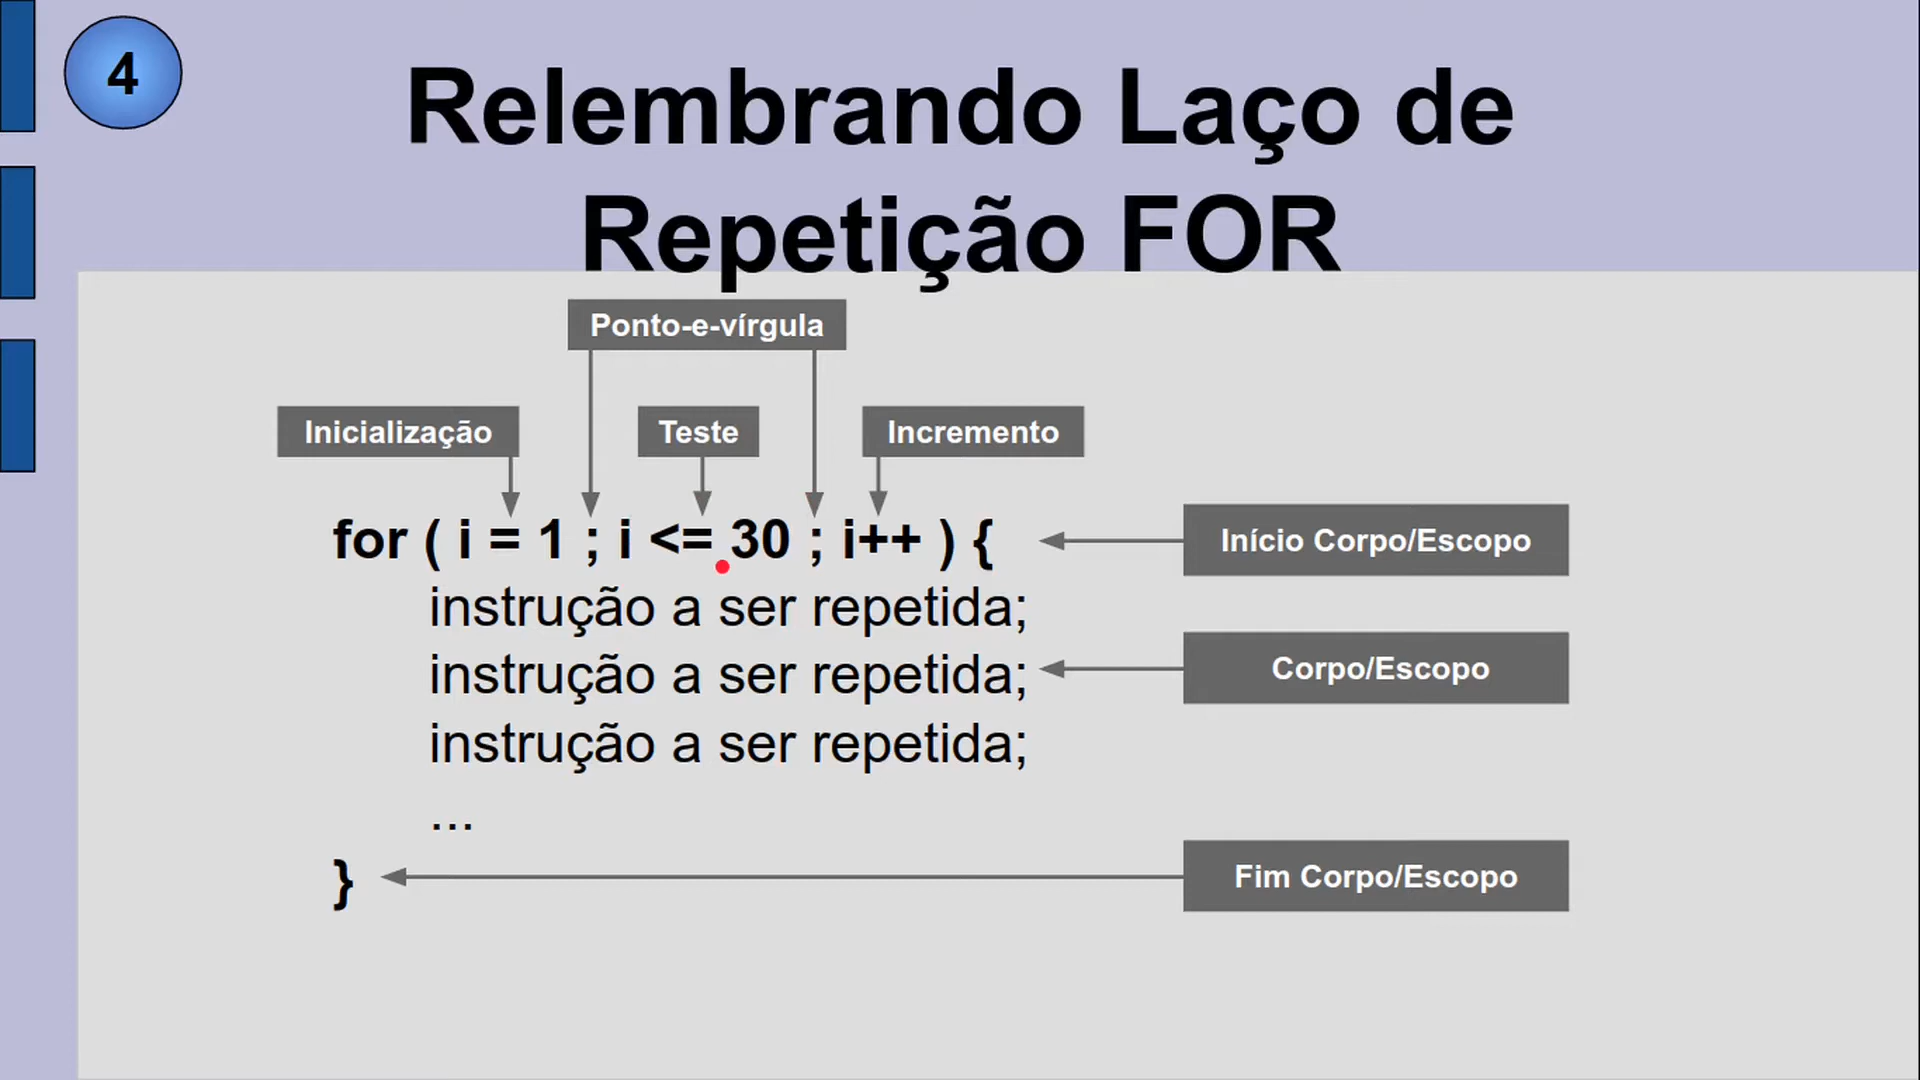 4
Relembrando Laço de
Repetição FOR
Ponto-e-vírgula
Inicialização
Teste
Incremento
for ( i = 1 ; i <= 30 ; i++ ) {
Início Corpo/Escopo
instrução a ser repetida;
instrução a ser repetida;
Corpo/Escopo
instrução a ser repetida;
...
}
Fim Corpo/Escopo